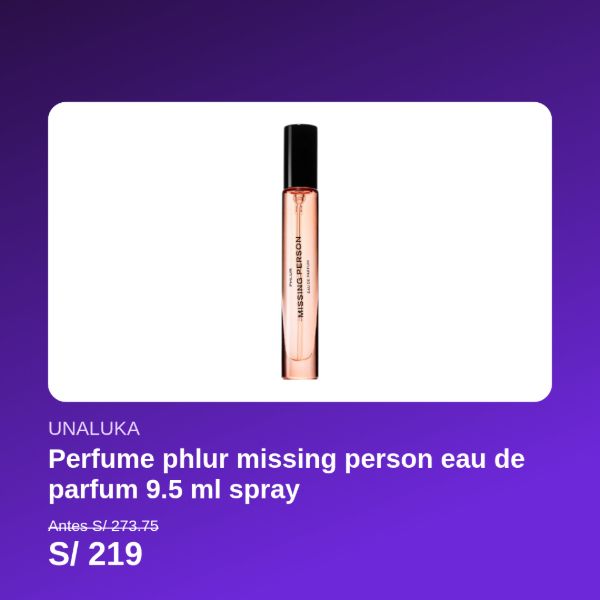 PHLUR
MISSING PERSON
EAU DE PARFUM
UNALUKA
Perfume phlur missing person eau de
parfum 9.5 ml spray
Antes S/ 273.75
S/ 219